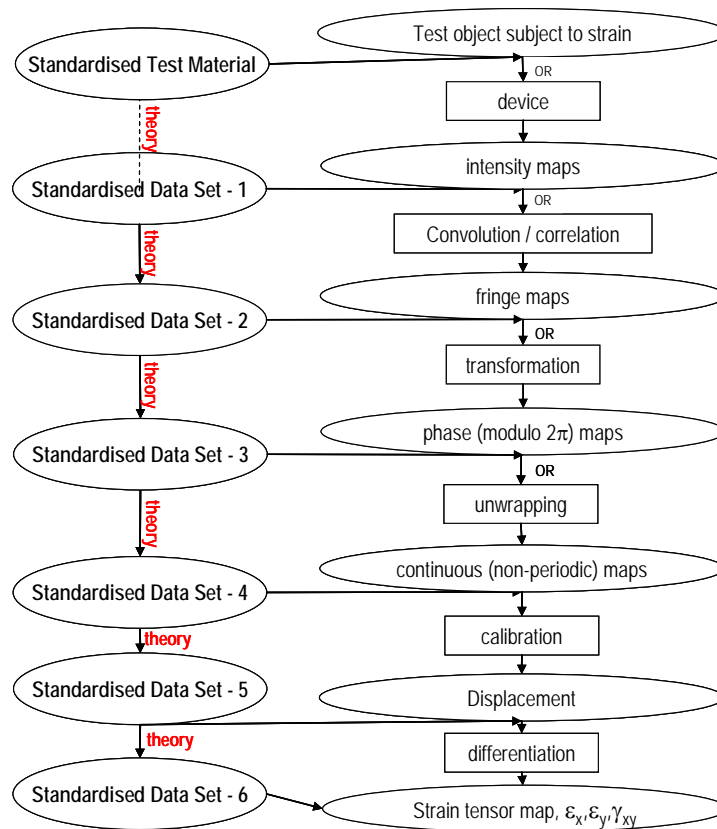 Test object subject to strain
Standardised Test Material
OR
device
theory
intensity maps
Standardised Data Set - 1
OR
Convolution / correlation
theory
fringe maps
Standardised Data Set - 2
OR
transformation
theory
phase (modulo 2π) maps
Standardised Data Set - 3
OR
unwrapping
theory
continuous (non-periodic) maps
Standardised Data Set - 4
calibration
theory
Standardised Data Set - 5
Displacement
theory
differentiation
Standardised Data Set - 6
Strain tensor map, εx,εy,γxy